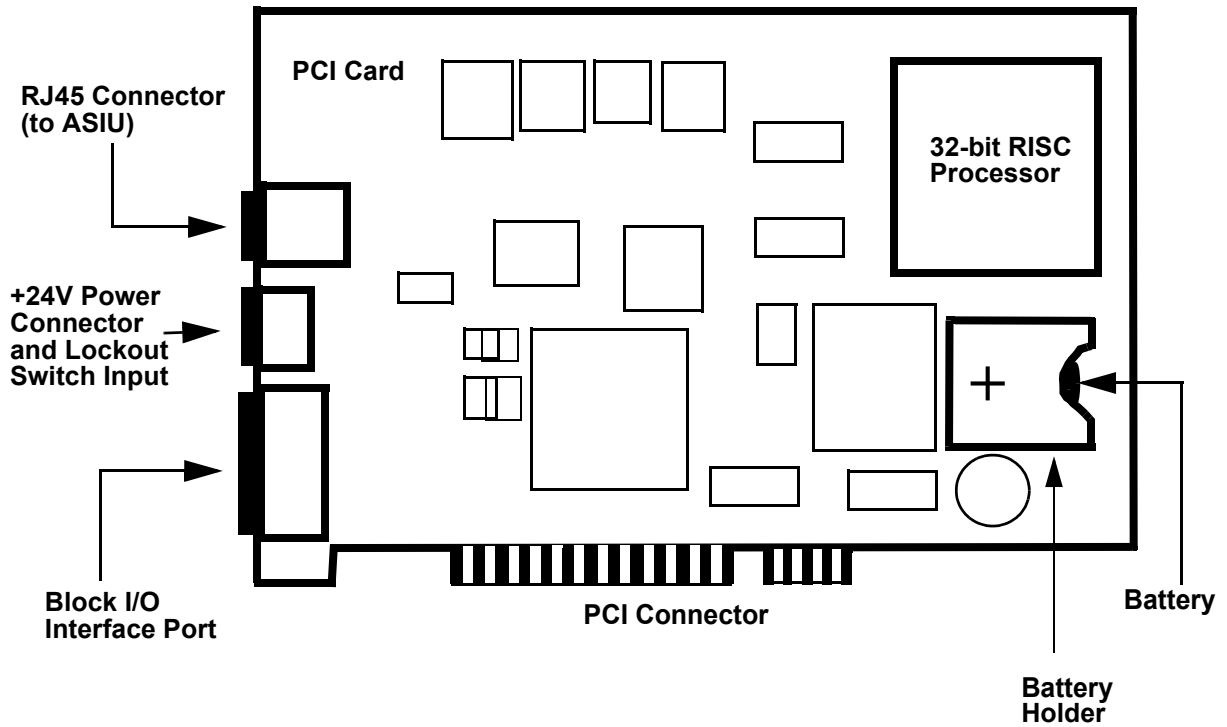 PCI Card
RJ45 Connector
(to ASIU)
32-bit RISC
Processor
+24V Power
Connector
and Lockout
Switch Input
+
Block I/O
Interface Port
PCI Connector
Battery
Battery
Holder